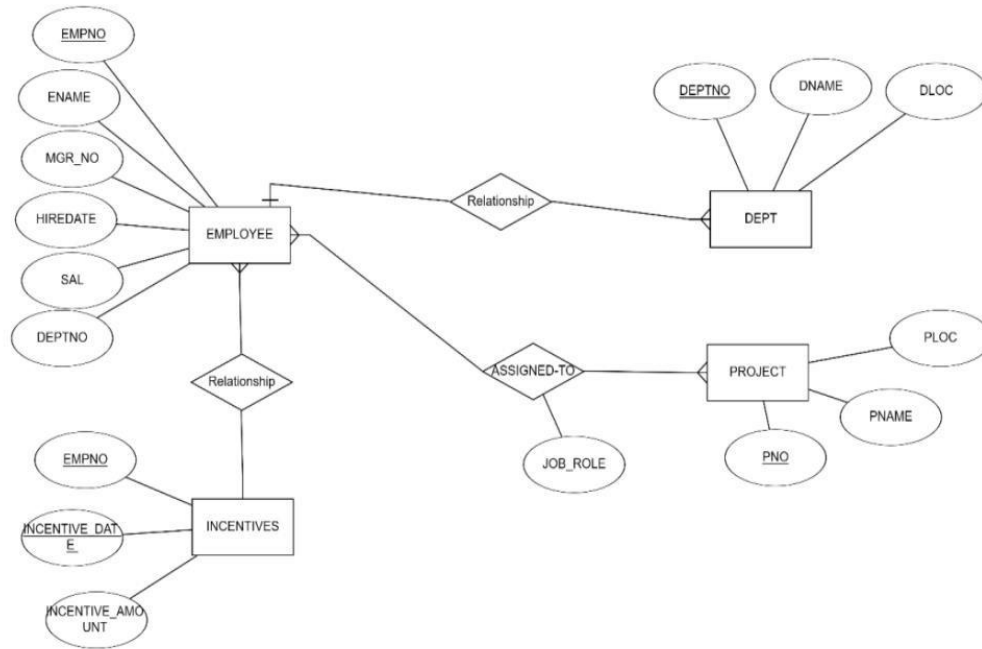 EMPNO
ENAME
MGR_NO
HIREDATE
SAL
DEPTNO
EMPLOYEE
Relationship
DEPTNO
DNAME
DLOC
DEPT
Relationship
ASSIGNED-TO
JOB_ROLE
PROJECT
PLOC
PNAME
PNO
EMPNO
INCENTIVE_DAT
E
INCENTIVE_AMO
UNT
INCENTIVES